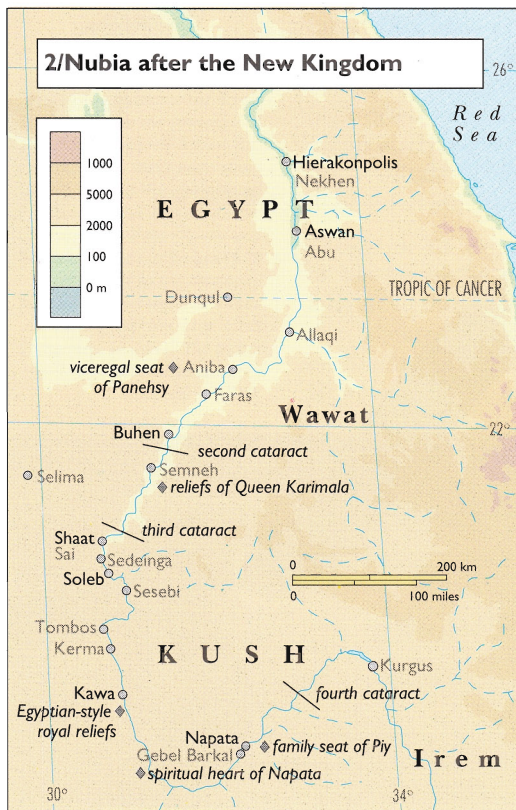 2/Nubia after the New Kingdom
26°
Red
Sea
1000
5000
2000
100
0 m
Hierakonpolis
Nekhen
EGYPT
Aswan
Abu
Dunqul
TROPIC OF CANCER
Allaqi
viceregal seat
of Panehsy
Aniba
Faras
Wawat
Buhen
22°
second cataract
Semneh
Selima
reliefs of Queen Karimala
third cataract
Shaat
Sai
Sedeinga
Soleb
Sesebi
0 200 km
0 100 miles
Tombos
Kerma
KUSH
Kurgus
fourth cataract
Kawa
Egyptian-style
royal reliefs
Napata
Gebel Barkal
family seat of Piy
Irem
spiritual heart of Napata
30°
34°